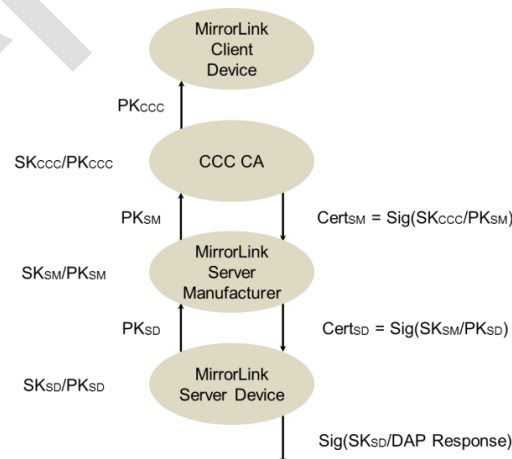 MirrorLink
Client
Device
PKCCC
SKCCC/PKCCC
CCC CA
PKSM
CertSM = Sig(SKCCC/PKSM)
SKSM/PKSM
MirrorLink
Server
Manufacturer
PKSD
CertSD = Sig(SKSM/PKSD)
SKSD/PKSD
MirrorLink
Server Device
Sig(SKSD/DAP Response)